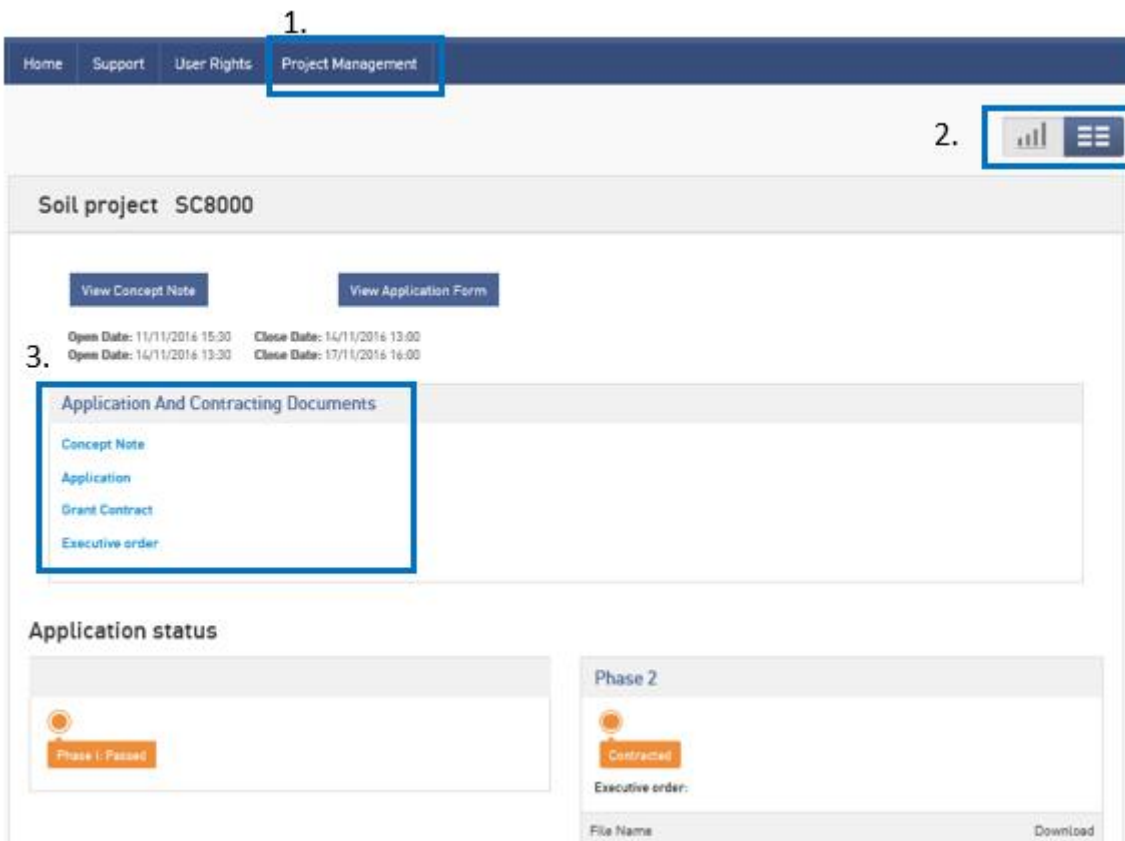 1.
Home Support User Rights Project Management
2.
Soil project SC8000
View Concept Note View Application Form
Open Date: 11/11/2016 15:30 Close Date: 14/11/2016 13:00
3. Open Date: 14/11/2016 13:30 Close Date: 17/11/2016 16:00
Application And Contracting Documents
Concept Note
Application
Grant Contract
Executive order
Application status
Phase 2
Phase I: Passed
Contracted
Executive order:
File Name Download